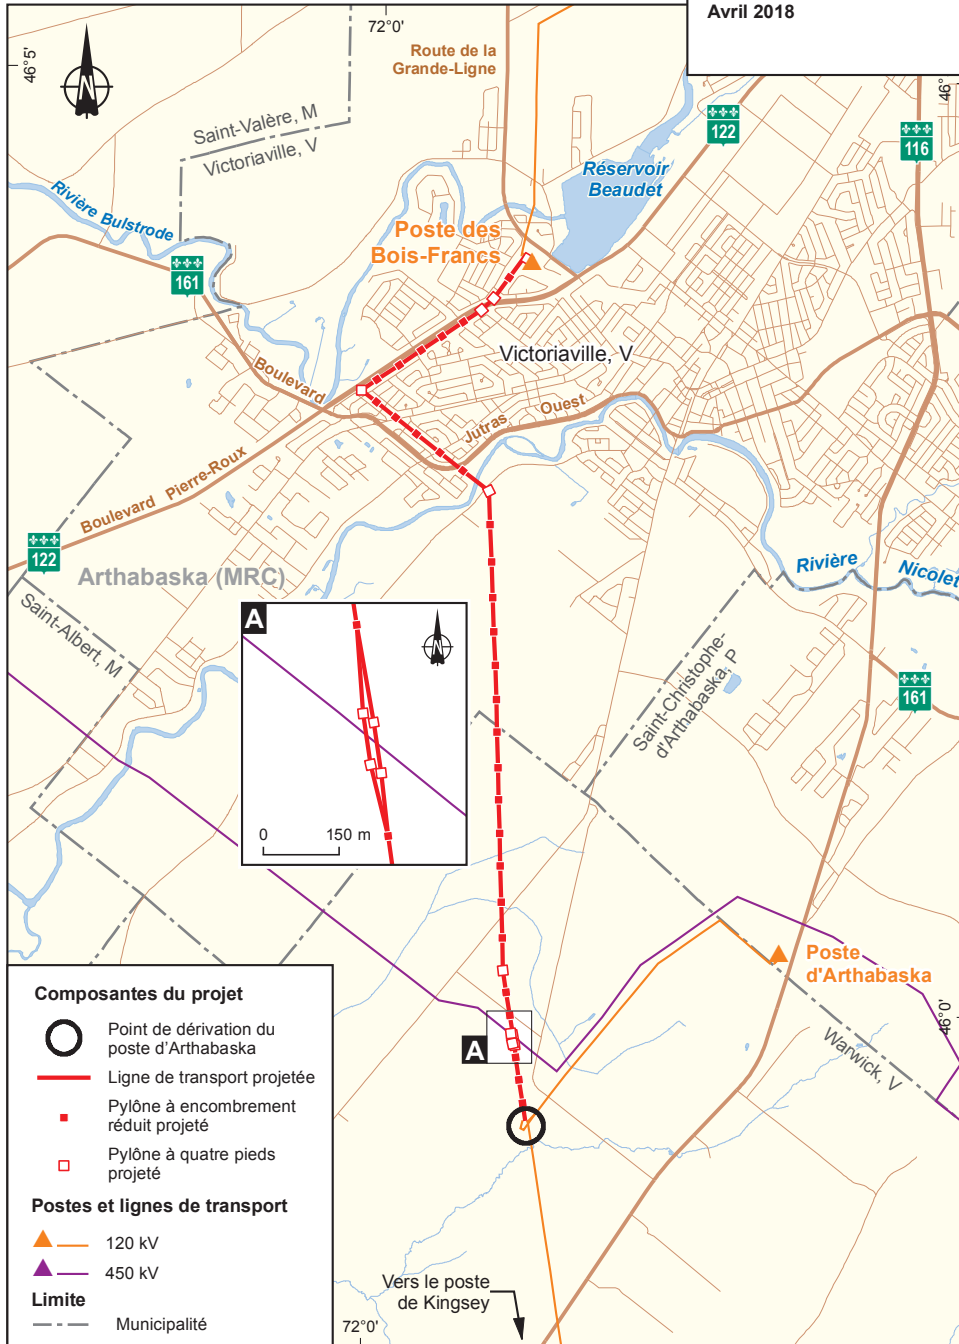 Avril 2018
72°0'
46°5'
46°
N
Route de la
Grande-Ligne
Saint-Valère, M
Victoriaville, V
122
116
Réservoir
Beaudet
Rivière Bulstrode
Poste des
Bois-Francs
161
Victoriaville, V
Boulevard
Jutras
Ouest
Boulevard Pierre-Roux
122
Arthabaska (MRC)
Rivière
Nicolet
Saint-Albert, M
A
Saint-Christophe-
d'Arthabaska, P
161
0
150 m
Poste
d'Arthabaska
46°0'
A
Warwick, V
Composantes du projet
Point de dérivation du
poste d'Arthabaska
Ligne de transport projetée
Pylône à encombrement
réduit projeté
Pylône à quatre pieds
projeté
Postes et lignes de transport
120 kV
450 kV
Limite
Municipalité
Vers le poste
de Kingsey
72°0'